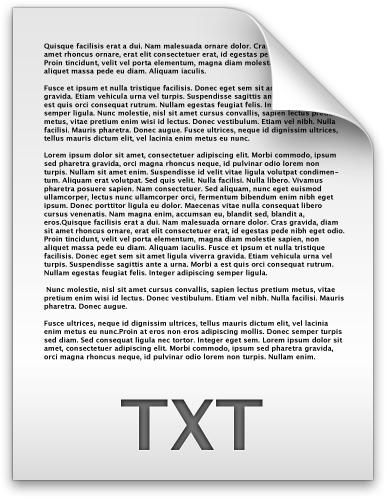 Quisque facilisis erat a dui. Nam malesuada ornare dolor. Cra
amet rhoncus ornare, erat elit consectetuer erat, id egestas pe
Proin tincidunt, velit vel porta elementum, magna diam molest
aliquet massa pede eu diam. Aliquam iaculis.
Fusce et ipsum et nulla tristique facilisis. Donec eget sem sit am
gravida. Etiam vehicula urna vel turpis. Suspendisse sagittis an
est quis orci consequat rutrum. Nullam egestas feugiat felis. In
semper ligula. Nunc molestie, nisl sit amet cursus convallis, sapien lectus
metus, vitae pretium enim wisi id lectus. Donec vestibulum. Etiam vel nibh. Nulla
facilisi. Mauris pharetra. Donec augue. Fusce ultrices, neque id dignissim ultrices,
tellus mauris dictum elit, vel lacinia enim metus eu nunc.
Lorem ipsum dolor sit amet, consectetuer adipiscing elit. Morbi commodo, ipsum
sed pharetra gravida, orci magna rhoncus neque, id pulvinar odio lorem non
turpis. Nullam sit amet enim. Suspendisse id velit vitae ligula volutpat condimen-
tum. Aliquam erat volutpat. Sed quis velit. Nulla facilisi. Nulla libero. Vivamus
pharetra posuere sapien. Nam consectetuer. Sed aliquam, nunc eget euismod
ullamcorper, lectus nunc ullamcorper orci, fermentum bibendum enim nibh eget
ipsum. Donec porttitor ligula eu dolor. Maecenas vitae nulla consequat libero
cursus venenatis. Nam magna enim, accumsan eu, blandit sed, blandit a,
eros.Quisque facilisis erat a dui. Nam malesuada ornare dolor. Cras gravida, diam
sit amet rhoncus ornare, erat elit consectetuer erat, id egestas pede nibh eget odio.
Proin tincidunt, velit vel porta elementum, magna diam molestie sapien, non
aliquet massa pede eu diam. Aliquam iaculis. Fusce et ipsum et nulla tristique
facilisis. Donec eget sem sit amet ligula viverra gravida. Etiam vehicula urna vel
turpis. Suspendisse sagittis ante a urna. Morbi a est quis orci consequat rutrum.
Nullam egestas feugiat felis. Integer adipiscing semper ligula.
Nunc molestie, nisl sit amet cursus convallis, sapien lectus pretium metus, vitae
pretium enim wisi id lectus. Donec vestibulum. Etiam vel nibh. Nulla facilisi. Mauris
pharetra. Donec augue.
Fusce ultrices, neque id dignissim ultrices, tellus mauris dictum elit, vel lacinia
enim metus eu nunc.Proin at eros non eros adipiscing mollis. Donec semper turpis
sed diam. Sed consequat ligula nec tortor. Integer eget sem. Lorem ipsum dolor sit
amet, consectetuer adipiscing elit. Morbi commodo, ipsum sed pharetra gravida,
orci magna rhoncus neque, id pulvinar odio lorem non turpis. Nullam enim.
TXT